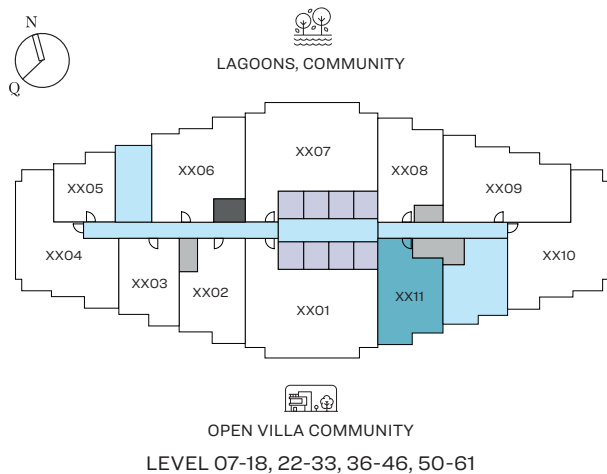 N
Q
LAGOONS, COMMUNITY
XX07
XX06
XX08
XX05
XX09
XX04
XX10
XX03
XX02
XX01
XX11
OPEN VILLA COMMUNITY
LEVEL 07-18, 22-33, 36-46, 50-61